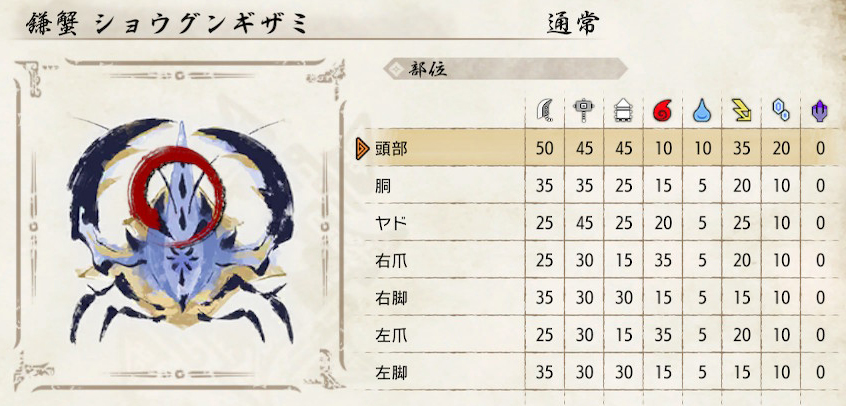 鎌蟹 ショウグンギザミ 通常
部位
頭部 50 45 45 10 10 35 20 0
胴 35 35 25 15 5 20 10 0
ヤド 25 45 25 20 5 25 10 0
右爪 25 30 15 35 5 20 10 0
右脚 35 30 30 15 5 15 10 0
左爪 25 30 15 35 5 20 10 0
左脚 35 30 30 15 5 15 10 0